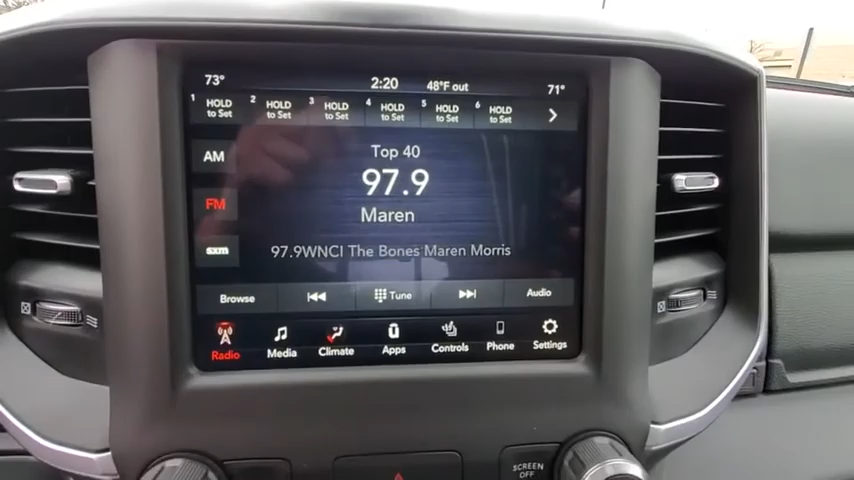 73° 2:20 48°F out 71°
1 HOLD to Set 2 HOLD to Set 3 HOLD to Set 4 HOLD to Set 5 HOLD to Set 6 HOLD to Set
AM
Top 40
97.9
FM
Maren
sxm
97.9WNCI The Bones Maren Morris
Browse Tune Audio
Radio Media Climate Apps Controls Phone Settings
SCREEN
OFF